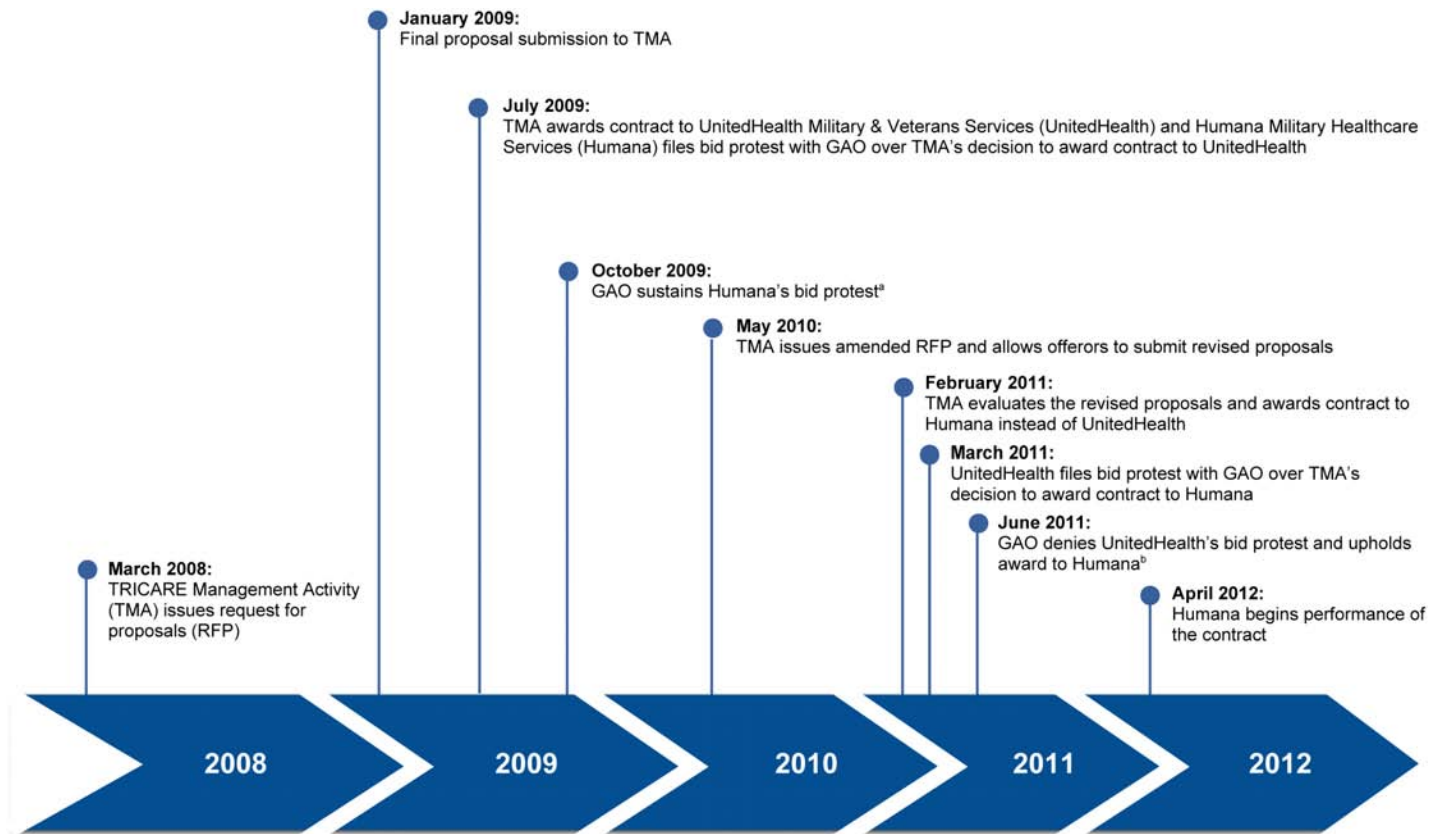 January 2009:
Final proposal submission to TMA
July 2009:
TMA awards contract to UnitedHealth Military & Veterans Services (UnitedHealth) and Humana Military Healthcare
Services (Humana) files bid protest with GAO over TMA’s decision to award contract to UnitedHealth
October 2009:
GAO sustains Humana’s bid protestᵃ
May 2010:
TMA issues amended RFP and allows offerors to submit revised proposals
February 2011:
TMA evaluates the revised proposals and awards contract to
Humana instead of UnitedHealth
March 2011:
UnitedHealth files bid protest with GAO over TMA’s
decision to award contract to Humana
June 2011:
GAO denies UnitedHealth’s bid protest and upholds
award to Humanaᵇ
March 2008:
TRICARE Management Activity
(TMA) issues request for
proposals (RFP)
April 2012:
Humana begins performance of
the contract
2008
2009
2010
2011
2012